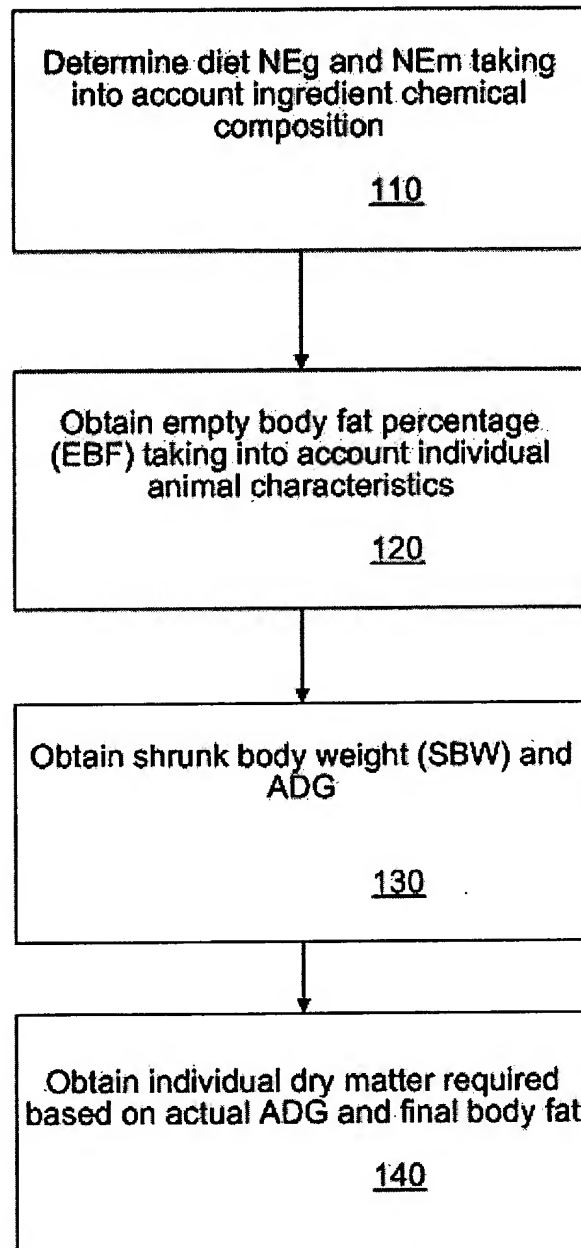 Determine diet NEg and NEm taking
into account ingredient chemical
composition
110
Obtain empty body fat percentage
(EBF) taking into account individual
animal characteristics
120
Obtain shrunk body weight (SBW) and
ADG
130
Obtain individual dry matter required
based on actual ADG and final body fat
140